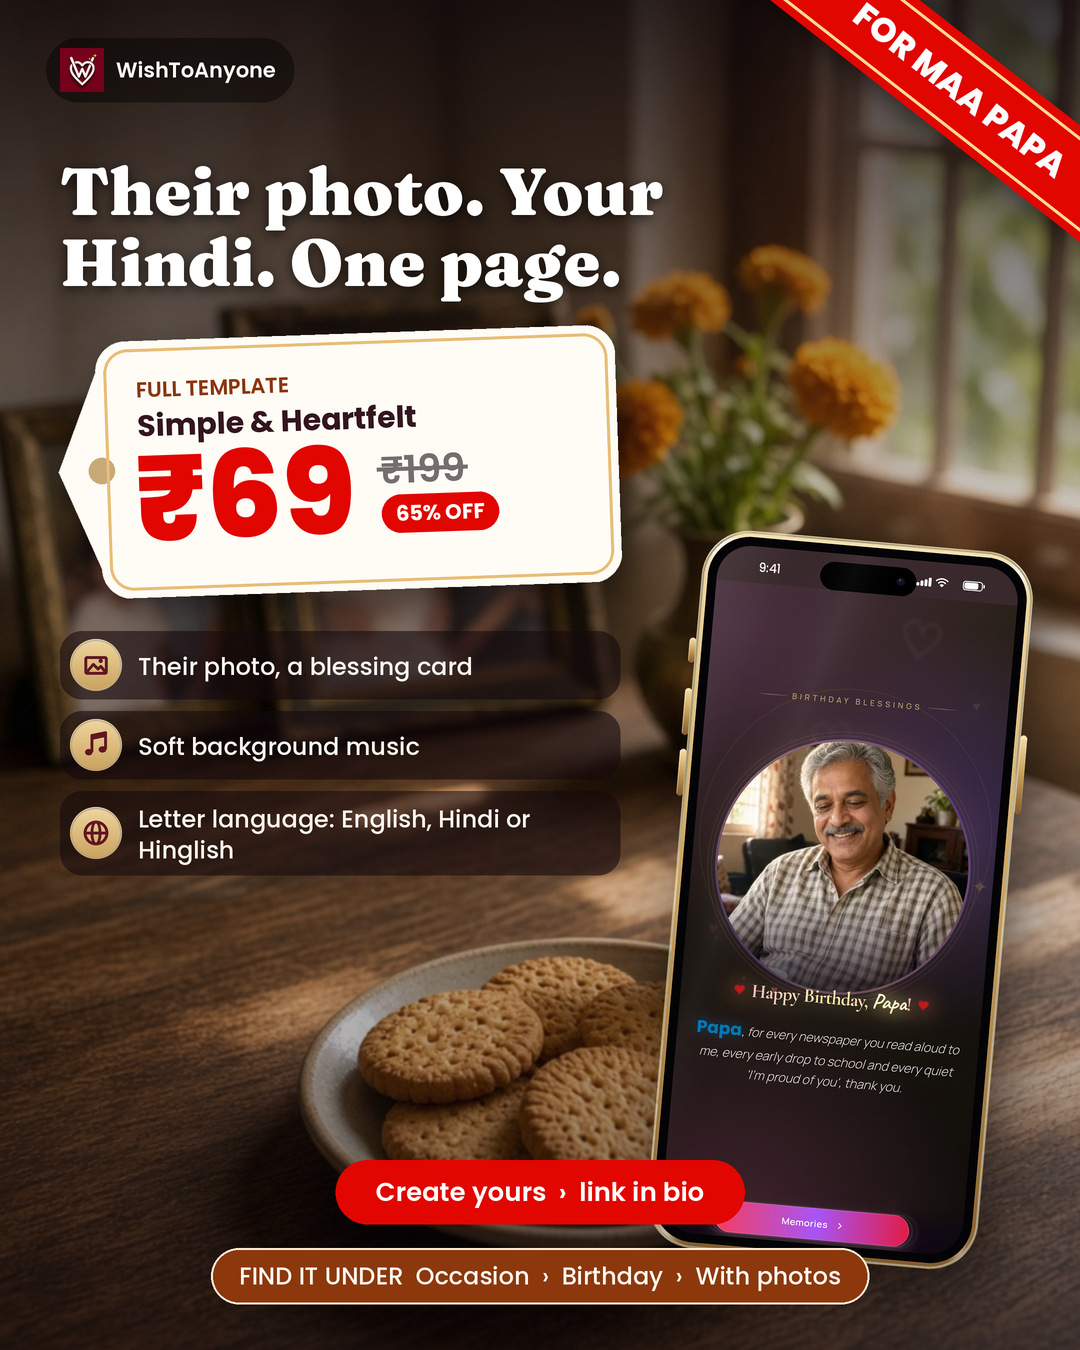 WishToAnyone
FOR MAA PAPA
Their photo. Your
Hindi. One page.
FULL TEMPLATE
Simple & Heartfelt
₹69 ₹199
65% OFF
Their photo, a blessing card
Soft background music
Letter language: English, Hindi or
Hinglish
9:41
BIRTHDAY BLESSINGS
Happy Birthday, Papa!
Papa, for every newspaper you read aloud to
me, every early drop to school and every quiet
'I'm proud of you', thank you.
Create yours › link in bio
Memories ›
FIND IT UNDER Occasion › Birthday › With photos